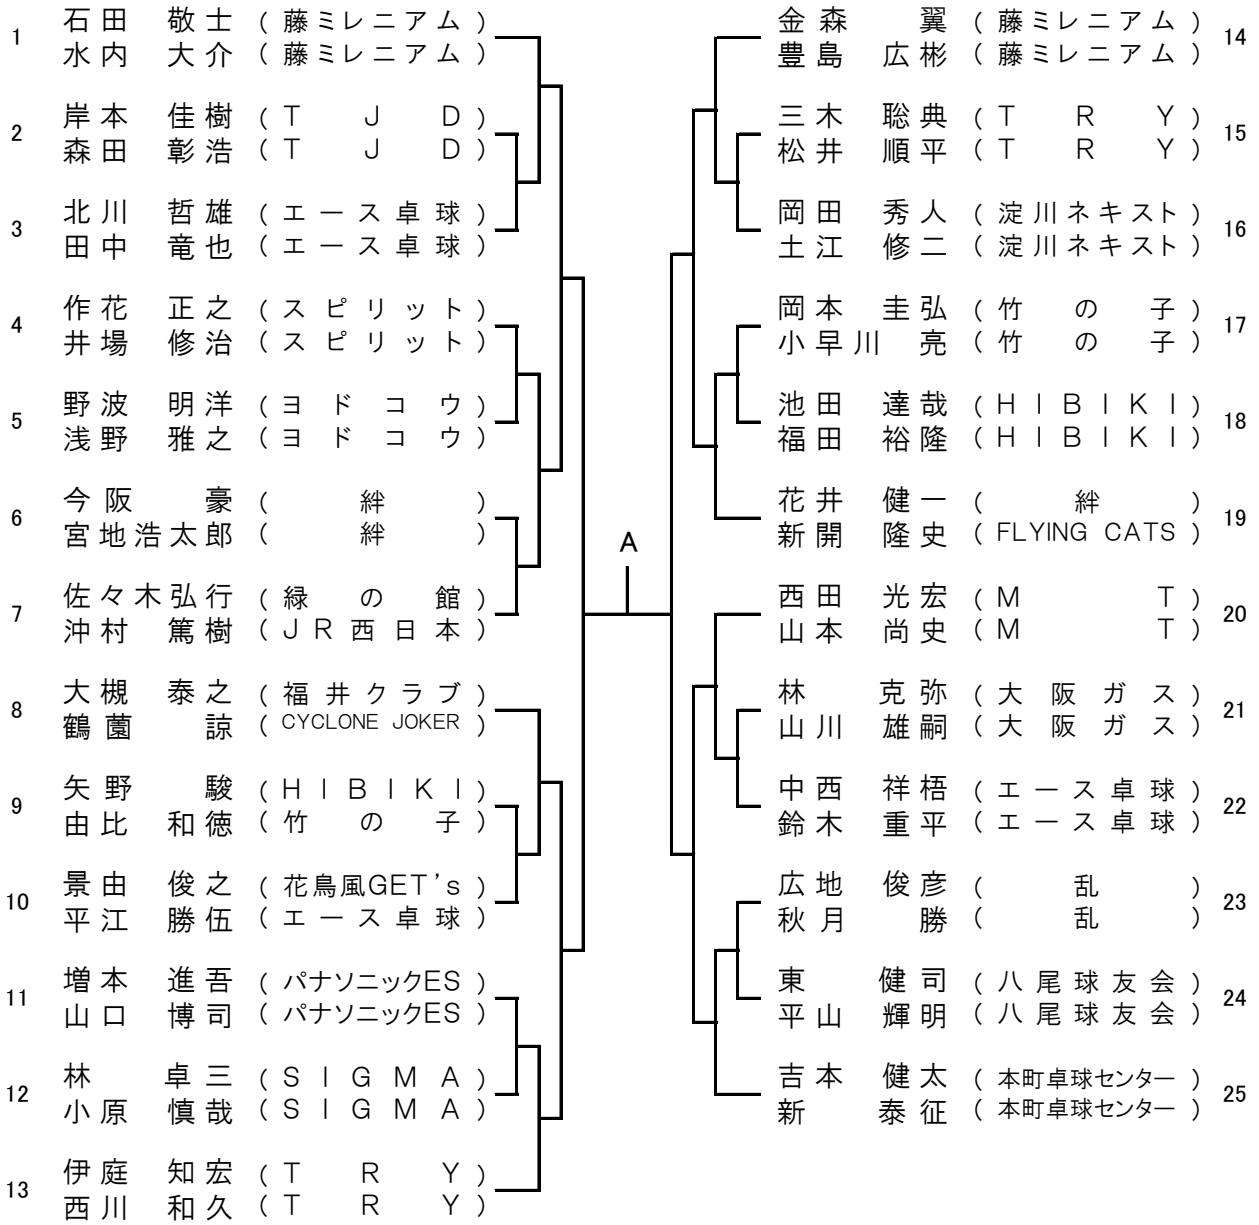 1
石田 敬士 (藤ミレニアム)
水内 大介 (藤ミレニアム)
2
岸本 佳樹 (TJD)
森田 彰浩 (TJD)
3
北川 哲雄 (エース卓球)
田中 竜也 (エース卓球)
4
作花 正之 (スピリット)
井場 修治 (スピリット)
5
野波 明洋 (ヨドコウ)
浅野 雅之 (ヨドコウ)
6
今阪 豪 (絆)
宮地浩太郎 (絆)
7
佐々木弘行 (緑の館)
沖村 篤樹 (JR西日本)
8
大槻 泰之 (福井クラブ)
鶴薗 諒 (CYCLONE JOKER)
9
矢野 駿 (HIBIKI)
由比 和徳 (竹の子)
10
景由 俊之 (花鳥風GET's)
平江 勝伍 (エース卓球)
11
増本 進吾 (パナソニックES)
山口 博司 (パナソニックES)
12
林 卓三 (SIGMA)
小原 慎哉 (SIGMA)
13
伊庭 知宏 (TRY)
西川 和久 (TRY)
A
金森 翼 (藤ミレニアム)
豊島 広彬 (藤ミレニアム)
14
三木 聡典 (TRY)
松井 順平 (TRY)
15
岡田 秀人 (淀川ネキスト)
土江 修二 (淀川ネキスト)
16
岡本 圭弘 (竹の子)
小早川 亮 (竹の子)
17
池田 達哉 (HIBIKI)
福田 裕隆 (HIBIKI)
18
花井 健一 (絆)
新開 隆史 (FLYING CATS)
19
西田 光宏 (MT)
山本 尚史 (MT)
20
林 克弥 (大阪ガス)
山川 雄嗣 (大阪ガス)
21
中西 祥梧 (エース卓球)
鈴木 重平 (エース卓球)
22
広地 俊彦 (乱)
秋月 勝 (乱)
23
東 健司 (八尾球友会)
平山 輝明 (八尾球友会)
24
吉本 健太 (本町卓球センター)
新 泰征 (本町卓球センター)
25